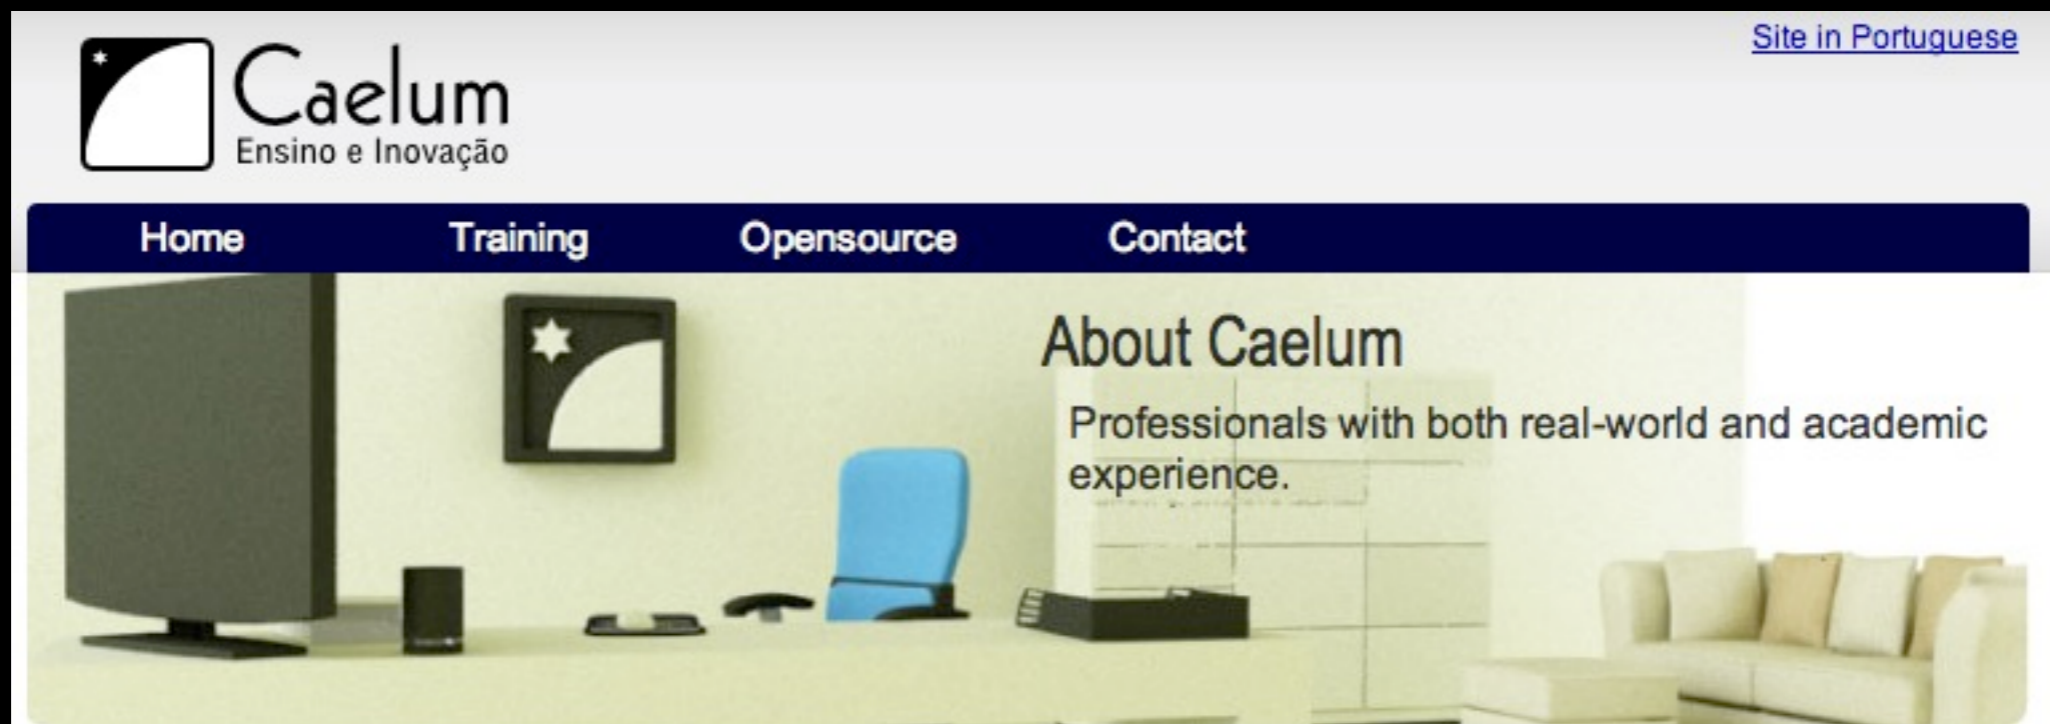 Site in Portuguese
Caelum
Ensino e Inovação
Home Training Opensource Contact
About Caelum
Professionals with both real-world and academic
experience.